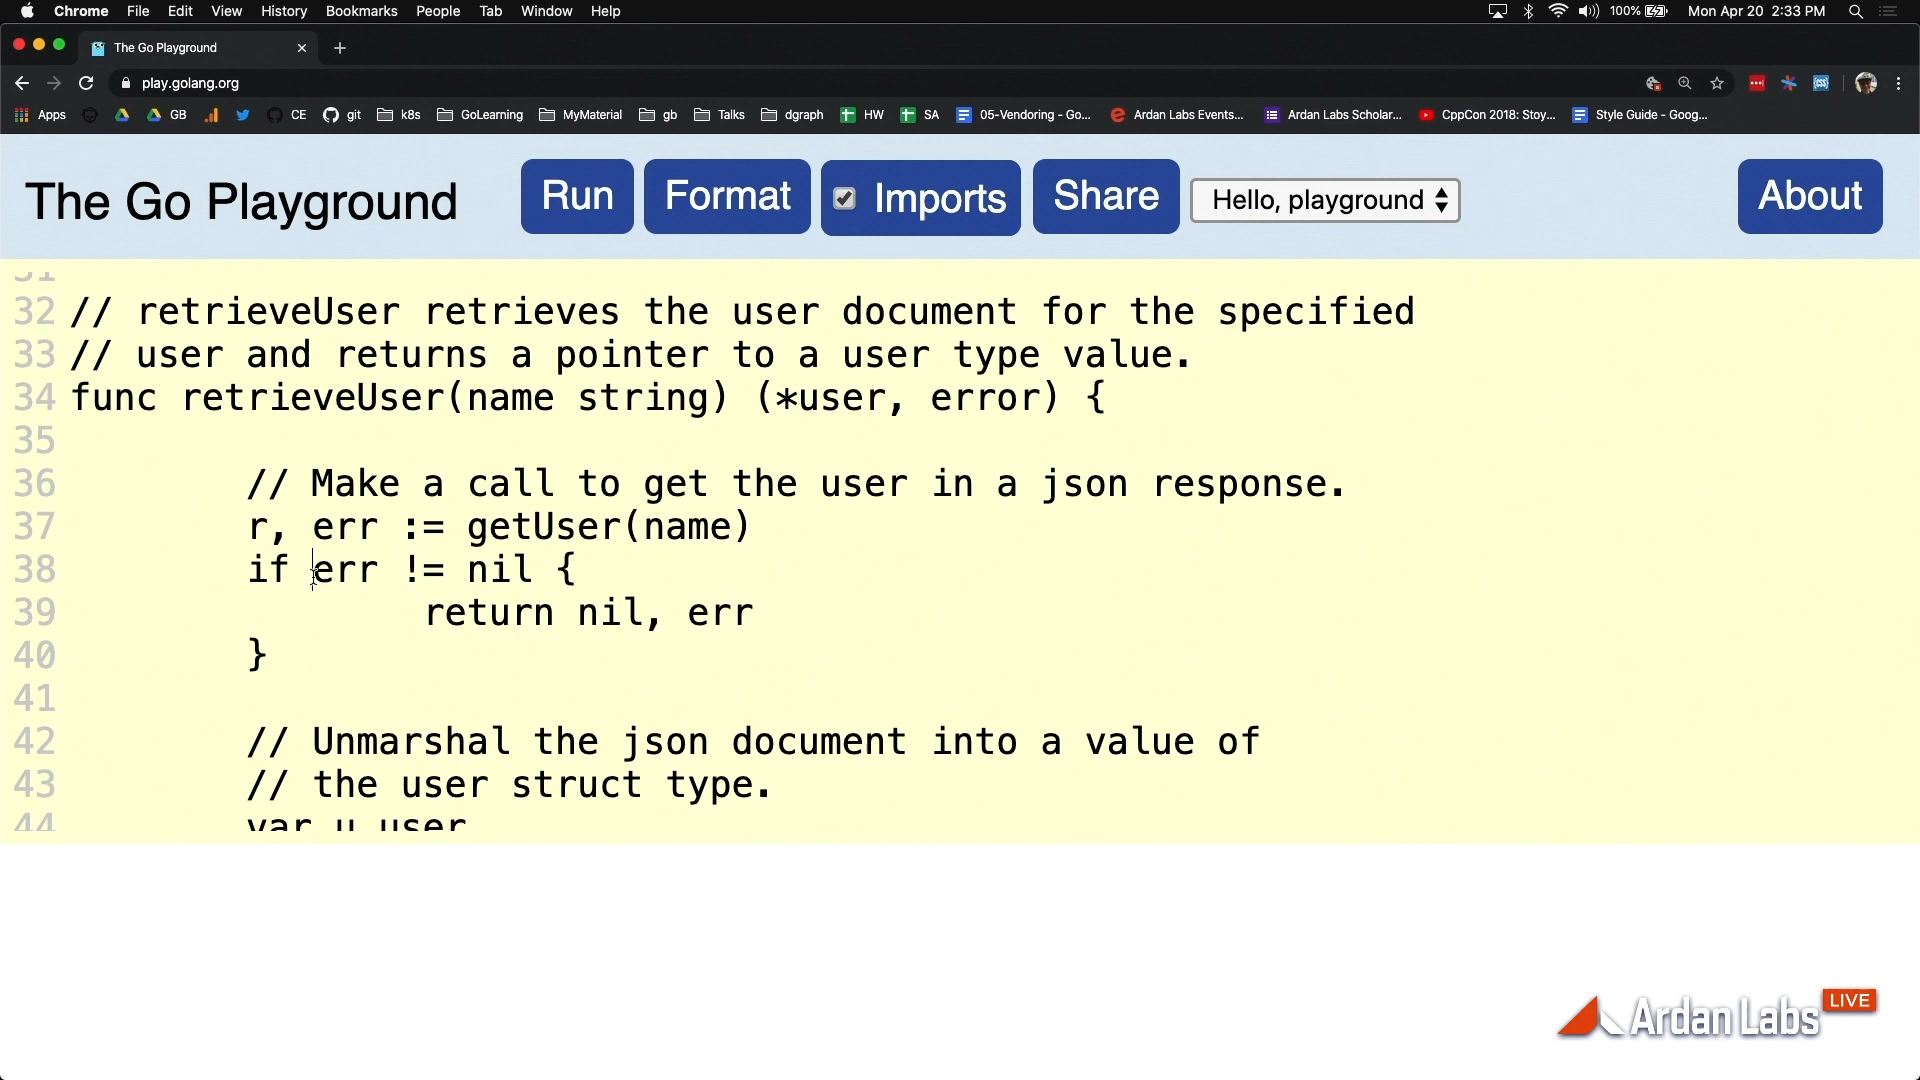 Chrome File Edit View History Bookmarks People Tab Window Help 100% Mon Apr 20 2:33 PM
The Go Playground
play.golang.org
Apps GB CE git k8s GoLearning MyMaterial gb Talks dgraph HW SA 05-Vendoring - Go... Ardan Labs Events... Ardan Labs Scholar... CppCon 2018: Stoy... Style Guide - Goog...
The Go Playground Run Format Imports Share Hello, playground About
31
32 // retrieveUser retrieves the user document for the specified
33 // user and returns a pointer to a user type value.
34 func retrieveUser(name string) (*user, error) {
35
36 // Make a call to get the user in a json response.
37 r, err := getUser(name)
38 if err != nil {
39 return nil, err
40 }
41
42 // Unmarshal the json document into a value of
43 // the user struct type.
44 var u user
Ardan Labs LIVE